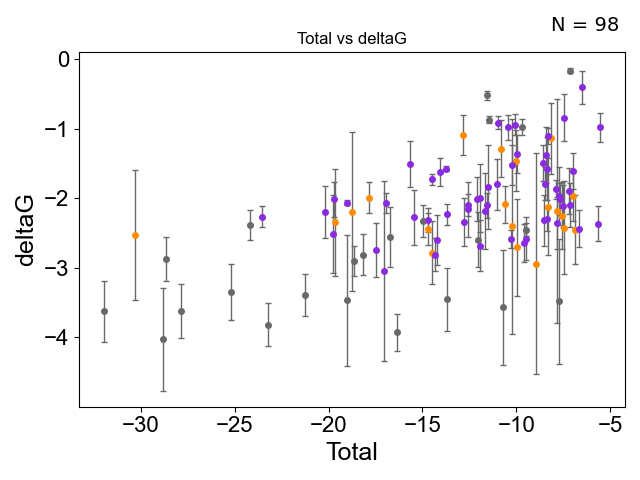 N = 98
Total vs deltaG
0
−1
−2
−3
−4
deltaG
−30 −25 −20 −15 −10 −5
Total